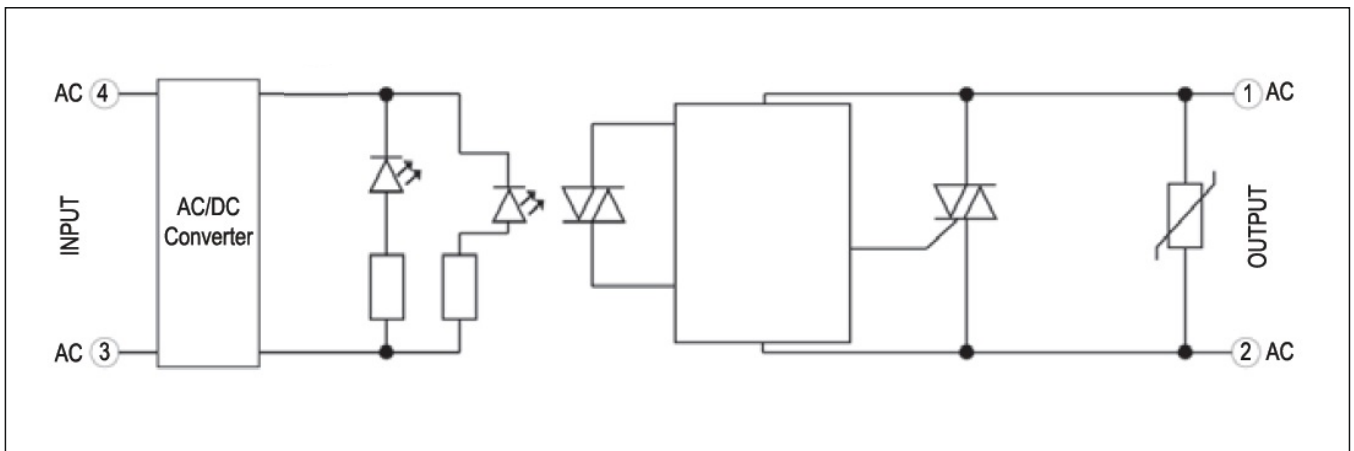 AC 4
INPUT
AC 3
AC/DC
Converter
1 AC
OUTPUT
2 AC